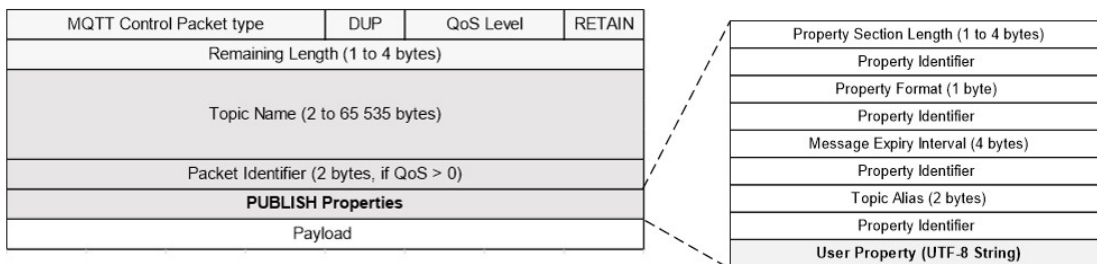 MQTT Control Packet type DUP QoS Level RETAIN
Remaining Length (1 to 4 bytes)
Topic Name (2 to 65 535 bytes)
Packet Identifier (2 bytes, if QoS > 0)
PUBLISH Properties
Payload
Property Section Length (1 to 4 bytes)
Property Identifier
Property Format (1 byte)
Property Identifier
Message Expiry Interval (4 bytes)
Property Identifier
Topic Alias (2 bytes)
Property Identifier
User Property (UTF-8 String)